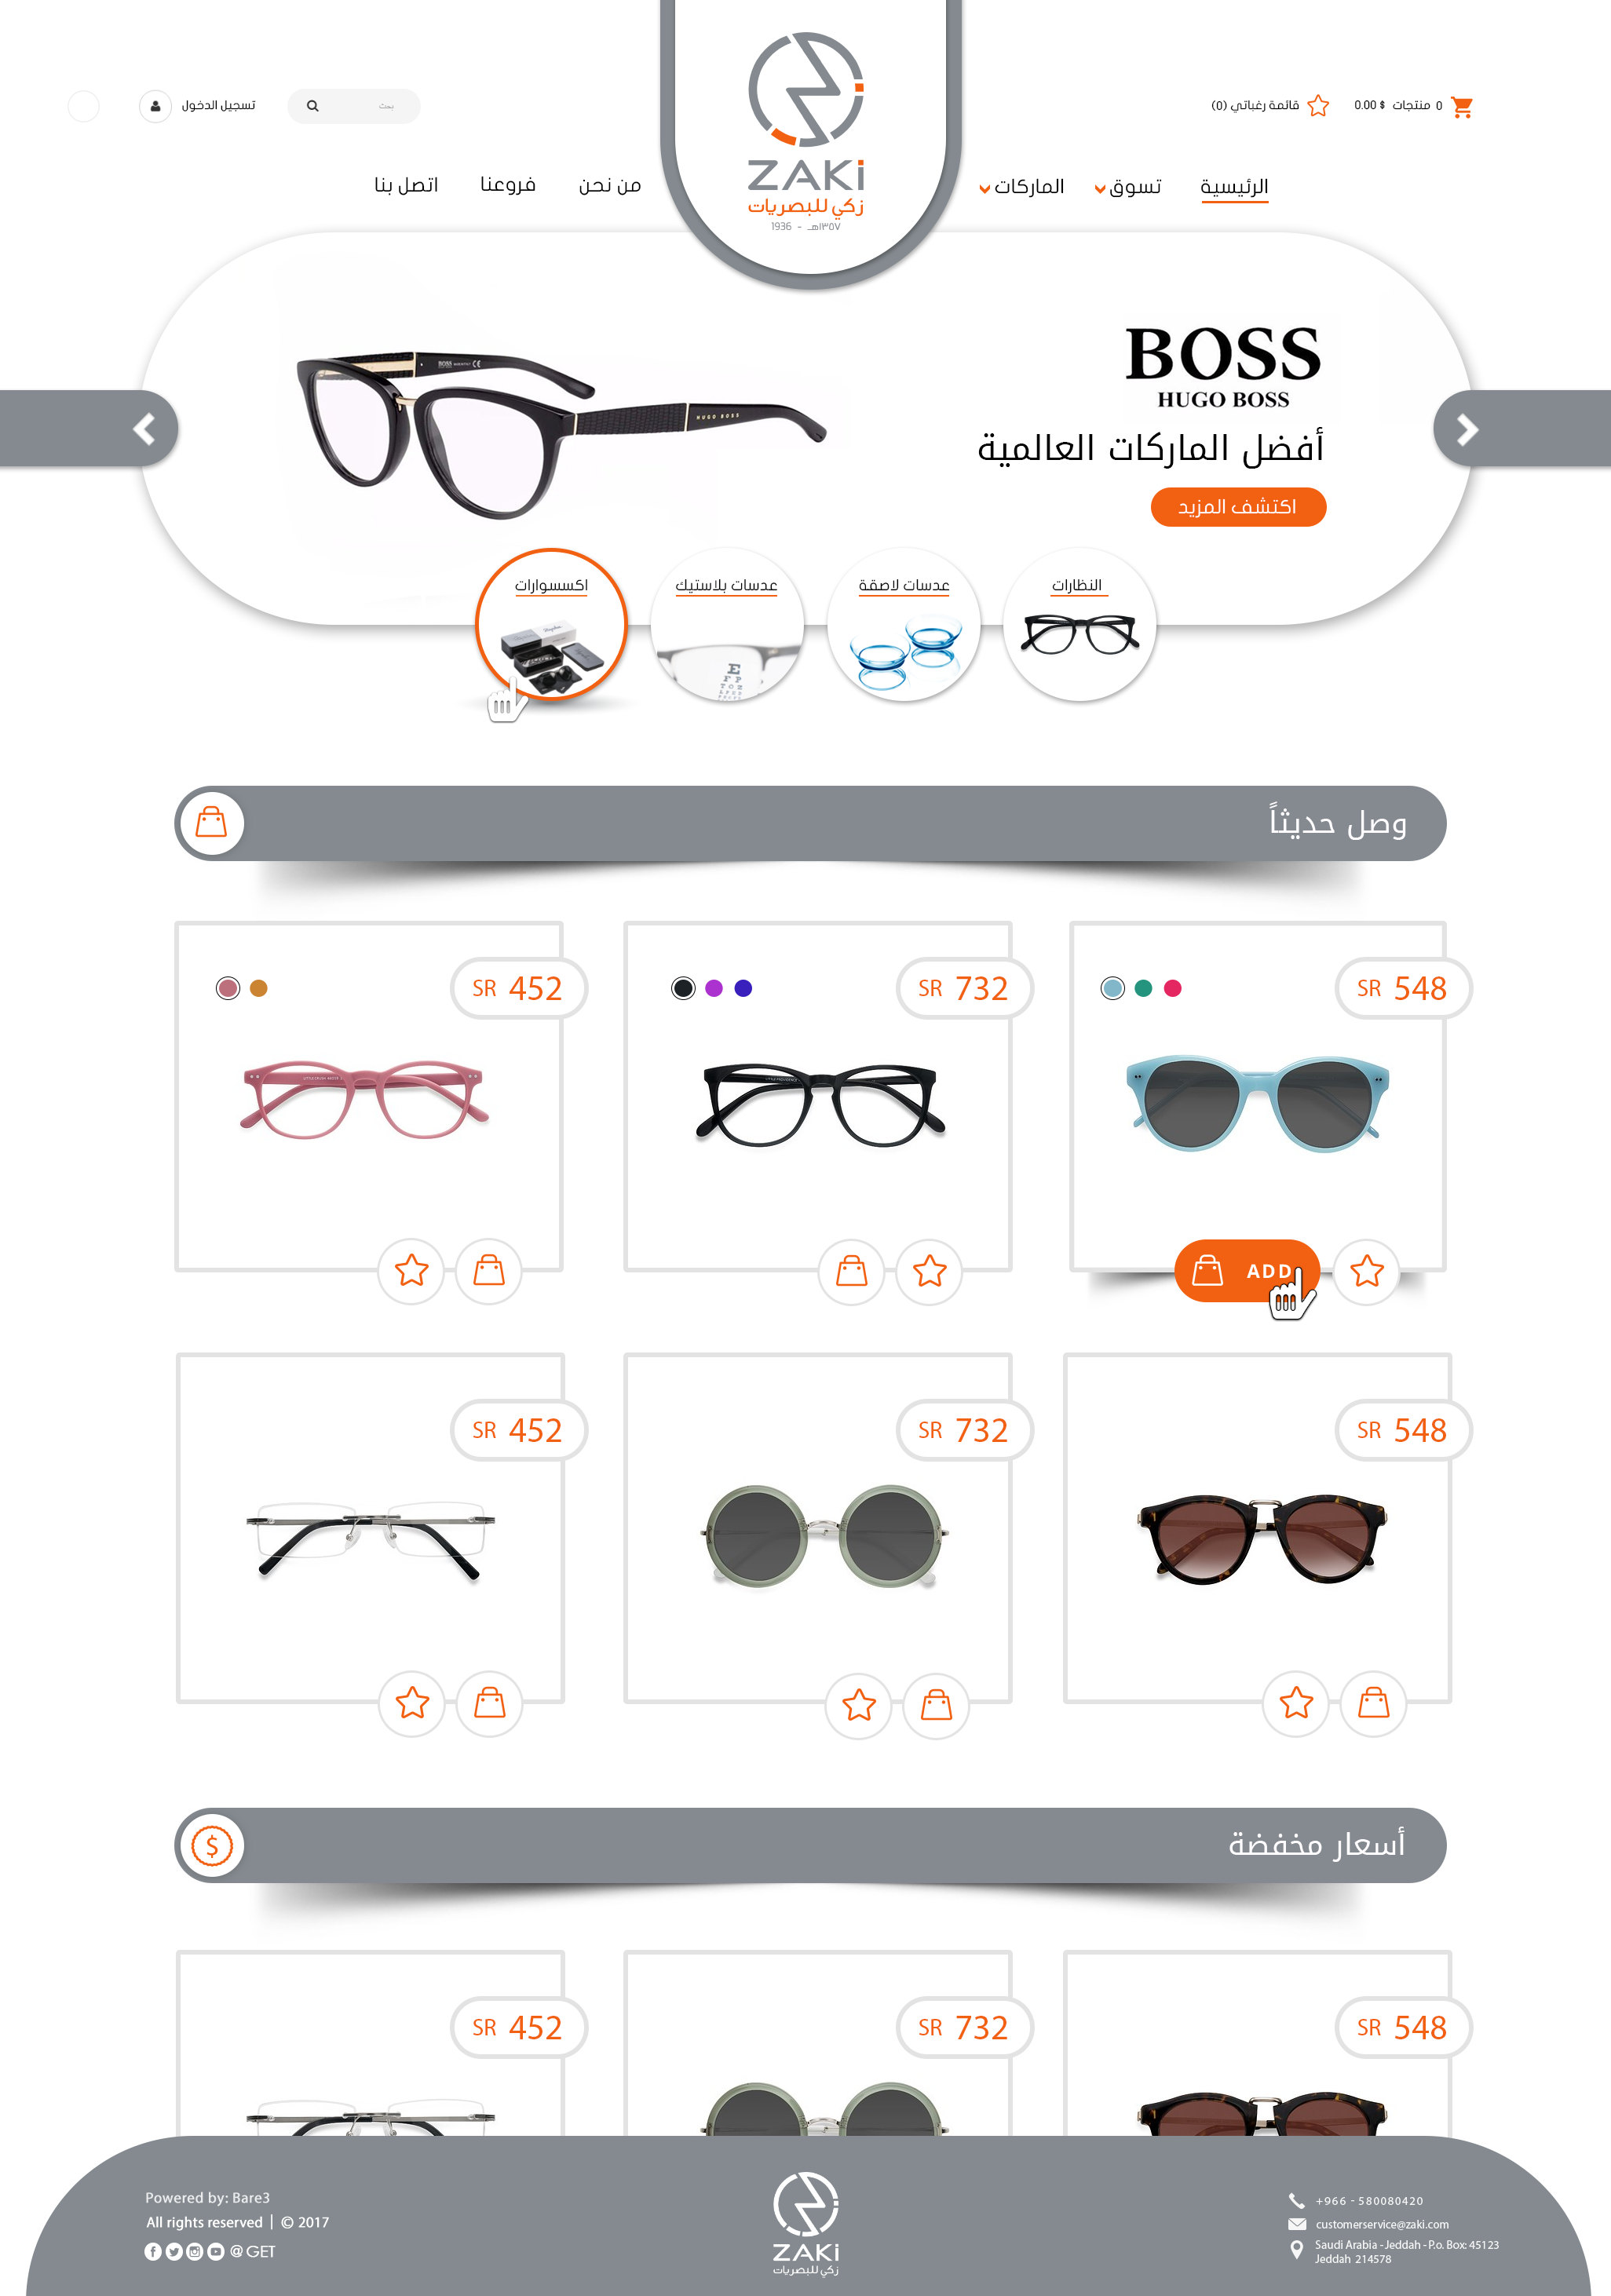 0 منتجات $ 0.00
قائمة رغباتي (0)
بحث
تسجيل الدخول
ZAKi
زكي للبصريات
١٣٥٧هـ - 1936
الرئيسية
تسوق
الماركات
من نحن
فروعنا
اتصل بنا
BOSS
HUGO BOSS
أفضل الماركات العالمية
اكتشف المزيد
BOSS
HUGO BOSS
النظارات
عدسات لاصقة
عدسات بلاستيك
اكسسوارات
وصل حديثاً
SR 548
SR 732
SR 452
ADD
SR 548
SR 732
SR 452
أسعار مخفضة
SR 548
SR 732
SR 452
+966 - 580080420
customerservice@zaki.com
Saudi Arabia - Jeddah - P.o. Box: 45123
Jeddah 214578
ZAKi
زكي للبصريات
Powered by: Bare3
All rights reserved | © 2017
@ GET